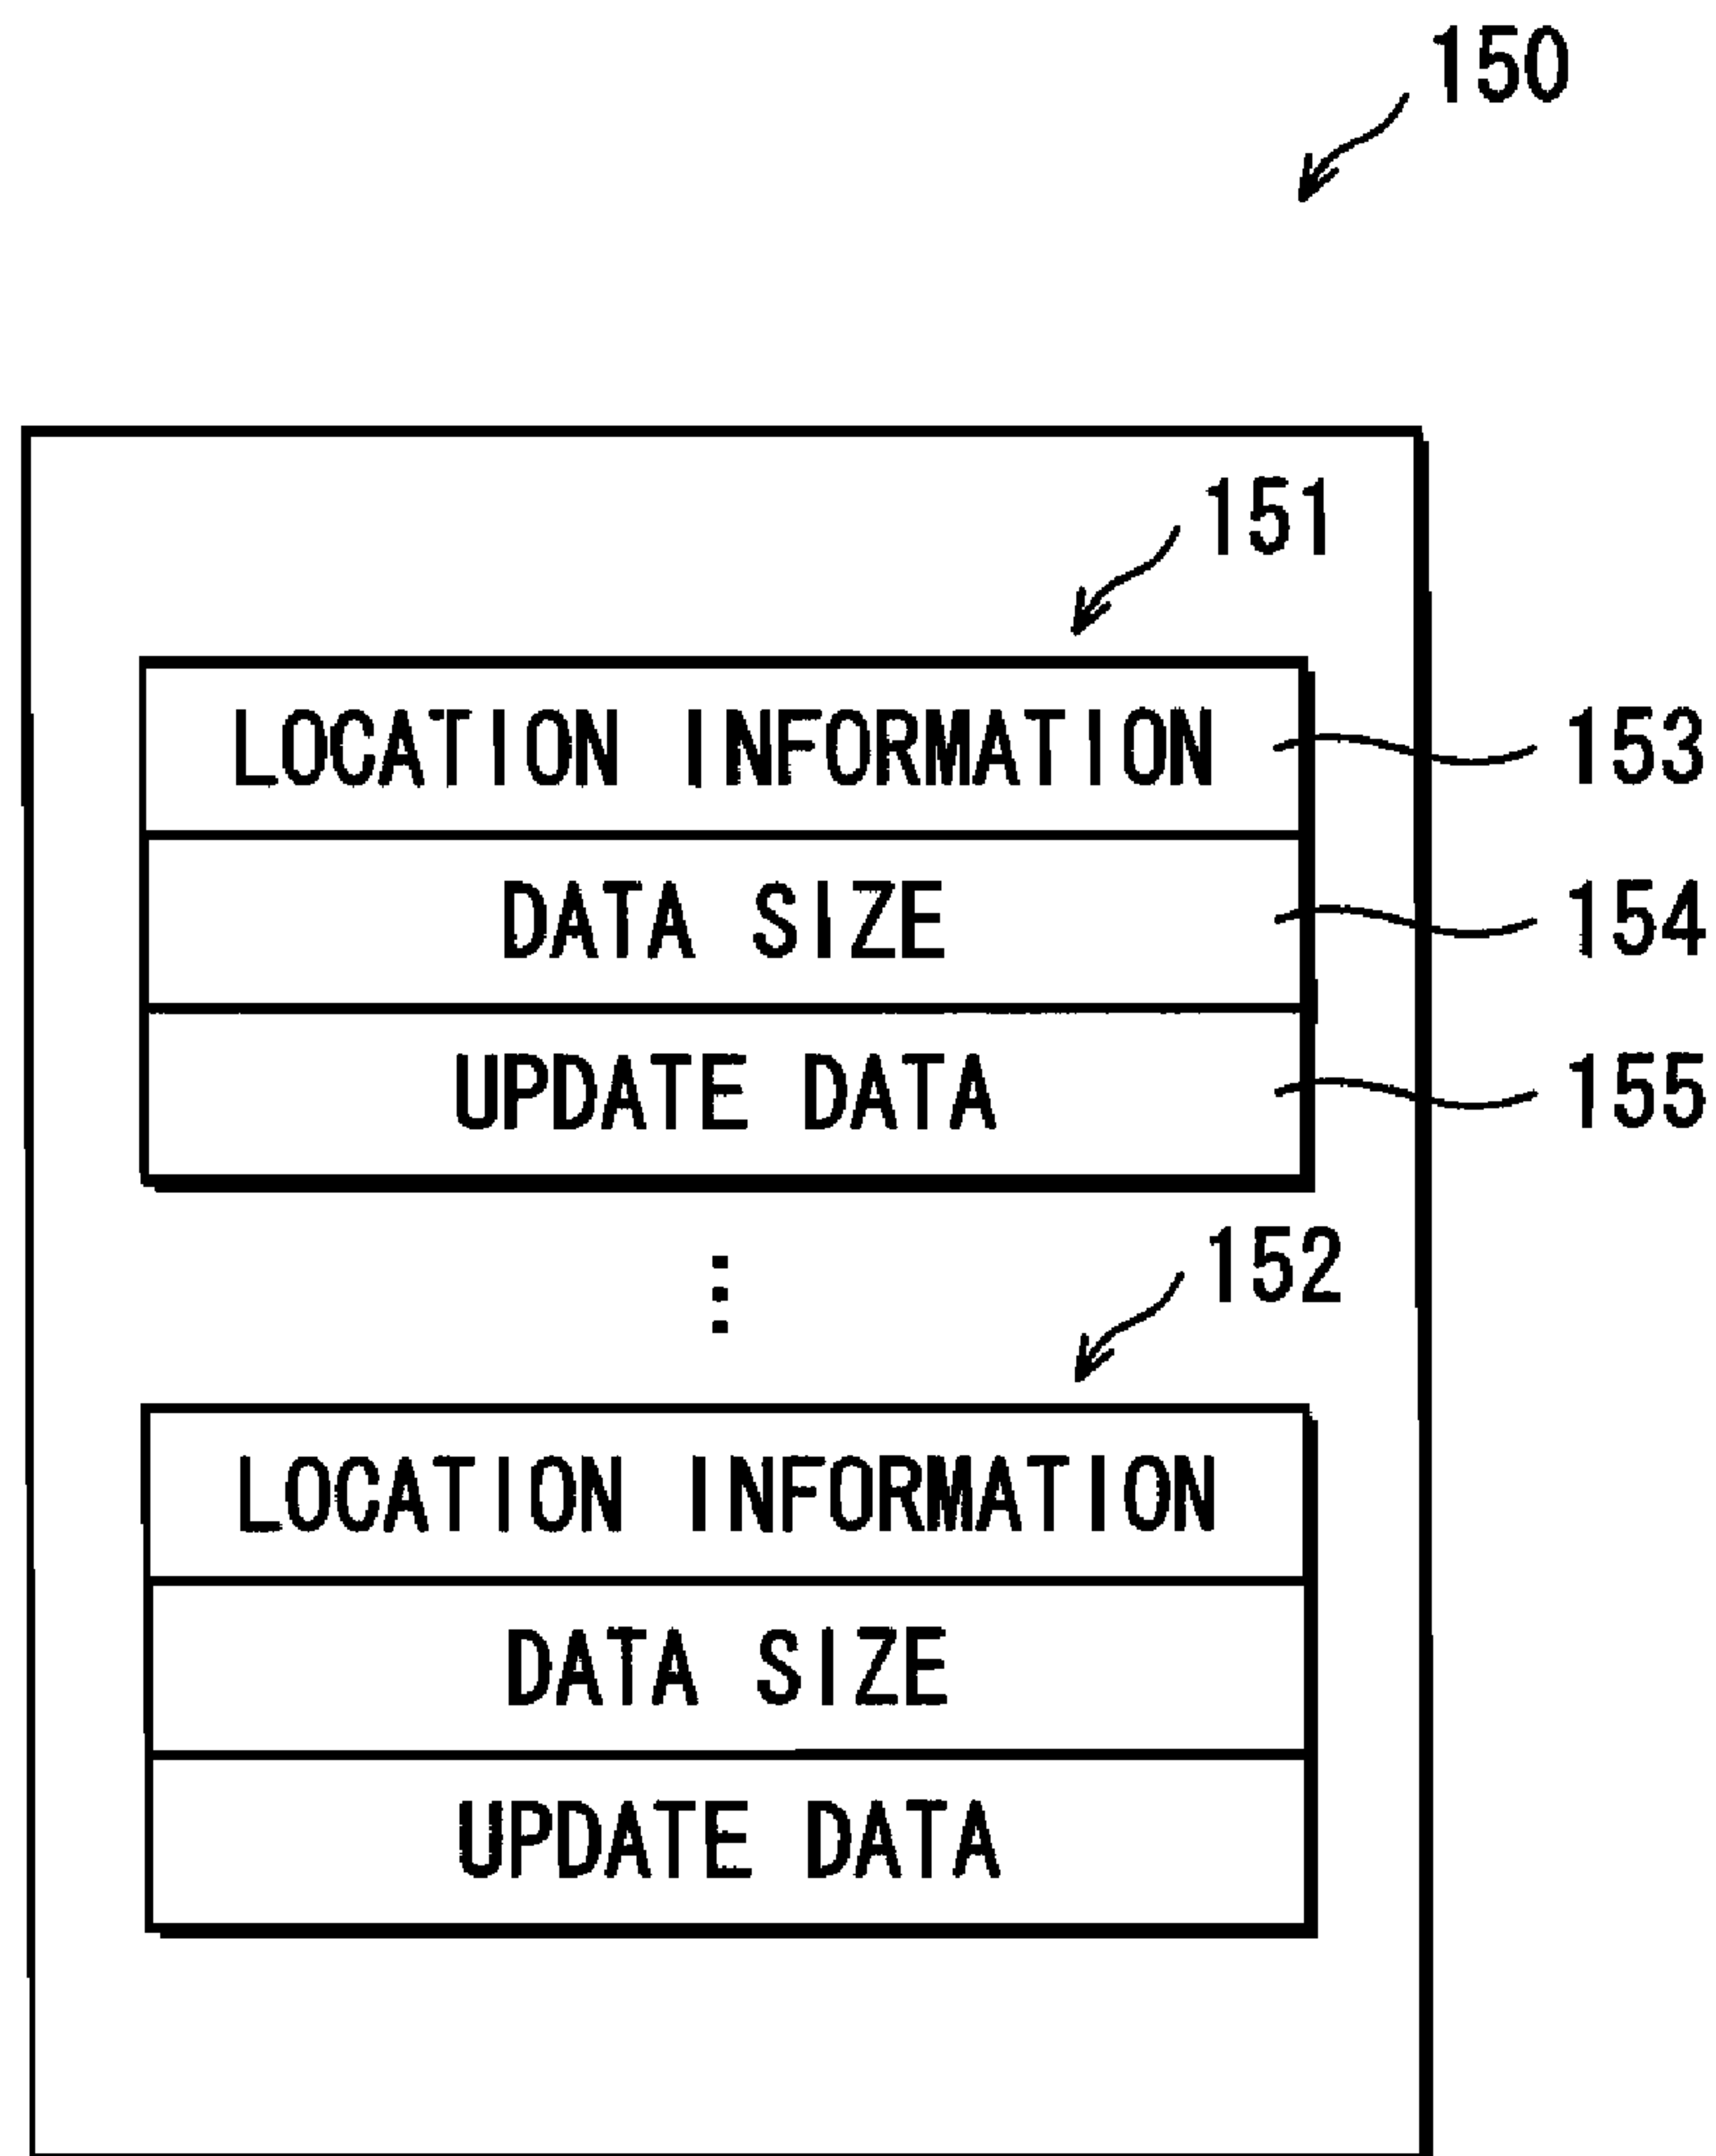 150
151
LOCATION INFORMATION 153
DATA SIZE 154
UPDATE DATA 155
152
LOCATION INFORMATION
DATA SIZE
UPDATE DATA